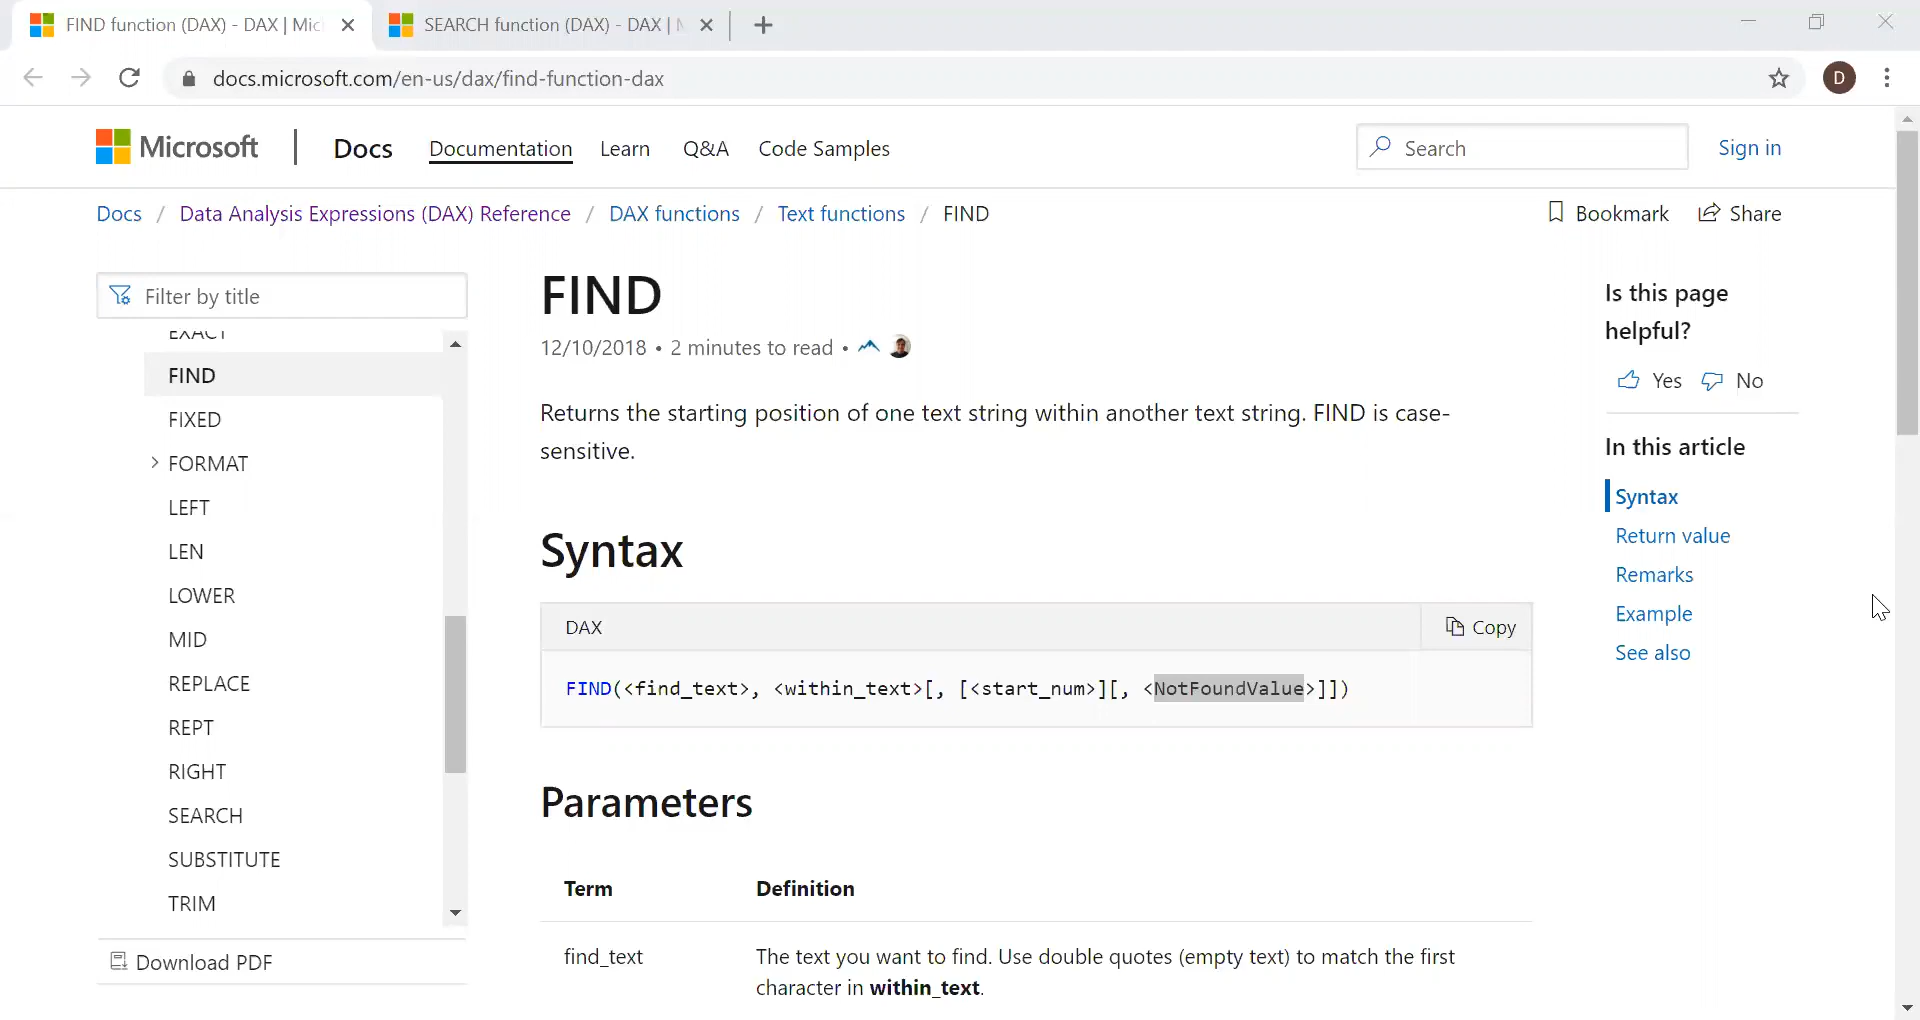 FIND function (DAX) - DAX | Mic
SEARCH function (DAX) - DAX |
docs.microsoft.com/en-us/dax/find-function-dax
D
Microsoft
Docs
Documentation
Learn
Q&A
Code Samples
Search
Sign in
Docs / Data Analysis Expressions (DAX) Reference / DAX functions / Text functions / FIND
Bookmark
Share
Filter by title
EXACT
FIND
FIXED
FORMAT
LEFT
LEN
LOWER
MID
REPLACE
REPT
RIGHT
SEARCH
SUBSTITUTE
TRIM
Download PDF
FIND
12/10/2018 • 2 minutes to read •
Returns the starting position of one text string within another text string. FIND is case-
sensitive.
Syntax
DAX
Copy
FIND(<find_text>, <within_text>[, [<start_num>][, <NotFoundValue>]])
Parameters
Term Definition
find_text The text you want to find. Use double quotes (empty text) to match the first
character in within_text.
Is this page
helpful?
Yes No
In this article
Syntax
Return value
Remarks
Example
See also